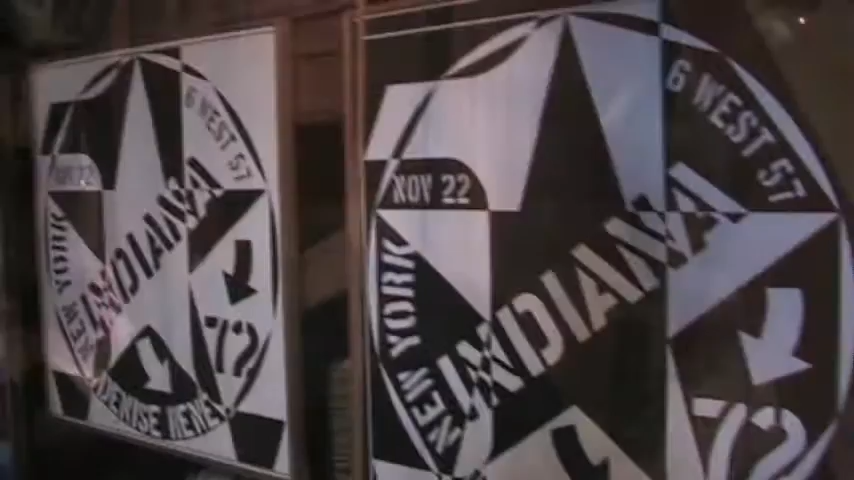 6 WEST 57
NOV 22
INDIANA
NEW YORK
72
DENISE RENE
6 WEST 57
NOV 22
INDIANA
NEW YORK
72